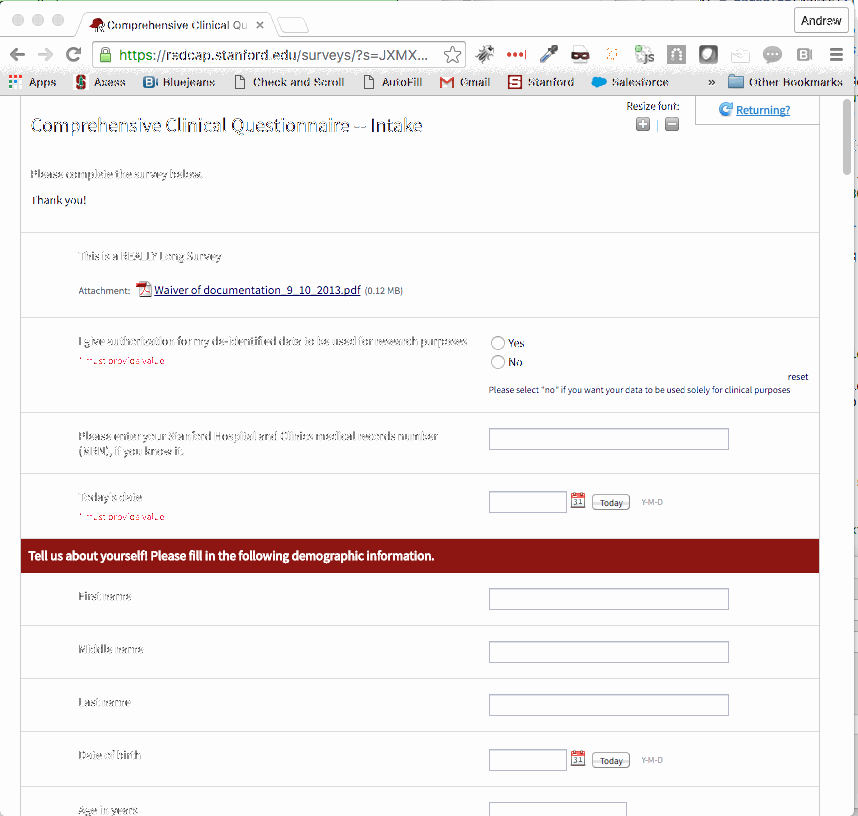 Comprehensive Clinical Qu
Andrew
https://redcap.stanford.edu/surveys/?s=JXMX...
Apps Axess Bluejeans Check and Scroll AutoFill Gmail Stanford Salesforce » Other Bookmarks
Resize font:
Returning?
Comprehensive Clinical Questionnaire -- Intake
Please complete the survey below.
Thank you!
This is a REALLY Long Survey
Attachment: Waiver of documentation_9_10_2013.pdf (0.12 MB)
I give authorization for my de-identified data to be used for research purposes
* must provide value
Yes
No
reset
Please select "no" if you want your data to be used solely for clinical purposes
Please enter your Stanford Hospital and Clinics medical records number
(MRN), if you know it.
Today's date
* must provide value
31 Today Y-M-D
Tell us about yourself! Please fill in the following demographic information.
First name
Middle name
Last name
Date of birth
31 Today Y-M-D
Age in years